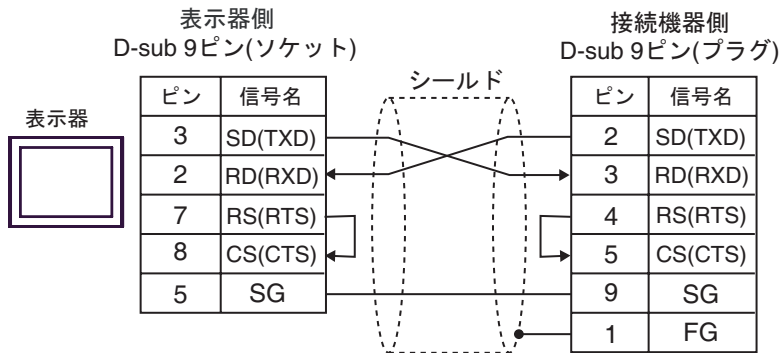 表示器側
D-sub 9ピン(ソケット)
接続機器側
D-sub 9ピン(プラグ)
シールド
表示器
ピン 信号名
3 SD(TXD)
2 RD(RXD)
7 RS(RTS)
8 CS(CTS)
5 SG
ピン 信号名
2 SD(TXD)
3 RD(RXD)
4 RS(RTS)
5 CS(CTS)
9 SG
1 FG